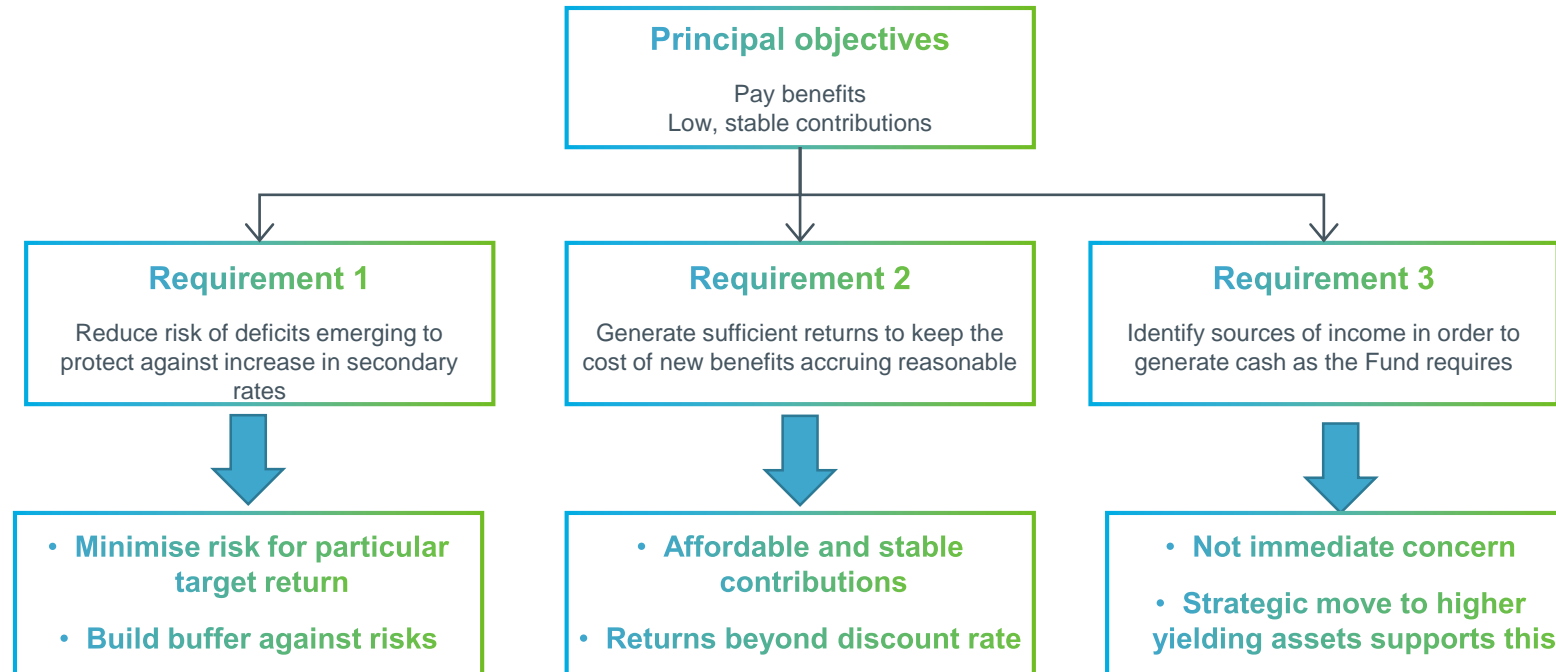 Principal objectives
Pay benefits
Low, stable contributions
Requirement 1
Reduce risk of deficits emerging to
protect against increase in secondary
rates
Requirement 2
Generate sufficient returns to keep the
cost of new benefits accruing reasonable
Requirement 3
Identify sources of income in order to
generate cash as the Fund requires
• Minimise risk for particular
target return
• Build buffer against risks
• Affordable and stable
contributions
• Returns beyond discount rate
• Not immediate concern
• Strategic move to higher
yielding assets supports this